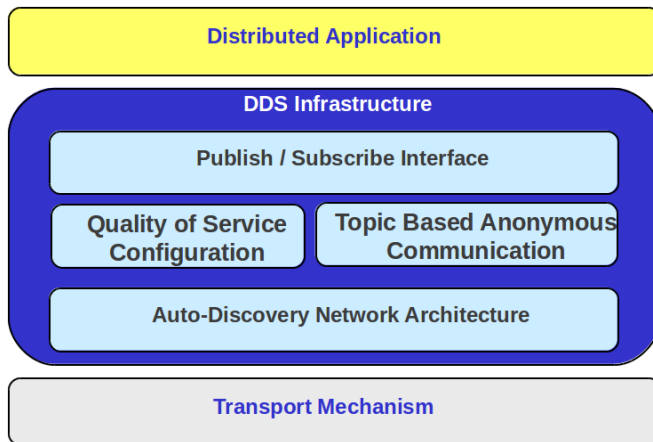 Distributed Application
DDS Infrastructure
Publish / Subscribe Interface
Quality of Service
Configuration
Topic Based Anonymous
Communication
Auto-Discovery Network Architecture
Transport Mechanism